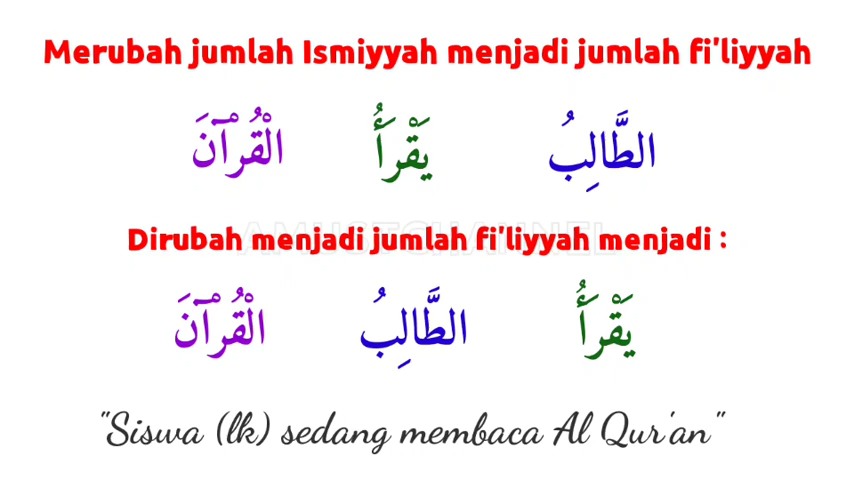 Merubah jumlah Ismiyyah menjadi jumlah fi'liyyah
الطَّالِبُ يَقْرَأُ الْقُرْآنَ
AMUSTCHANNEL
Dirubah menjadi jumlah fi'liyyah menjadi :
يَقْرَأُ الطَّالِبُ الْقُرْآنَ
"Siswa (lk) sedang membaca Al Qur'an"